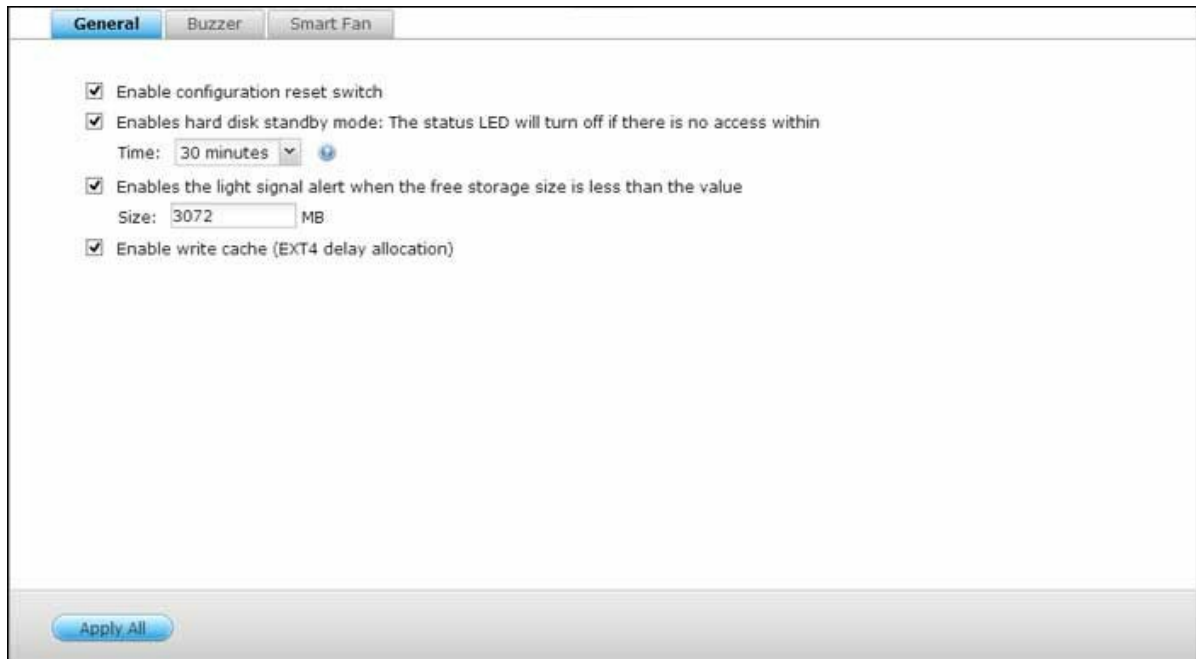 General Buzzer Smart Fan
Enable configuration reset switch
Enables hard disk standby mode: The status LED will turn off if there is no access within
Time: 30 minutes
Enables the light signal alert when the free storage size is less than the value
Size: 3072 MB
Enable write cache (EXT4 delay allocation)
Apply All